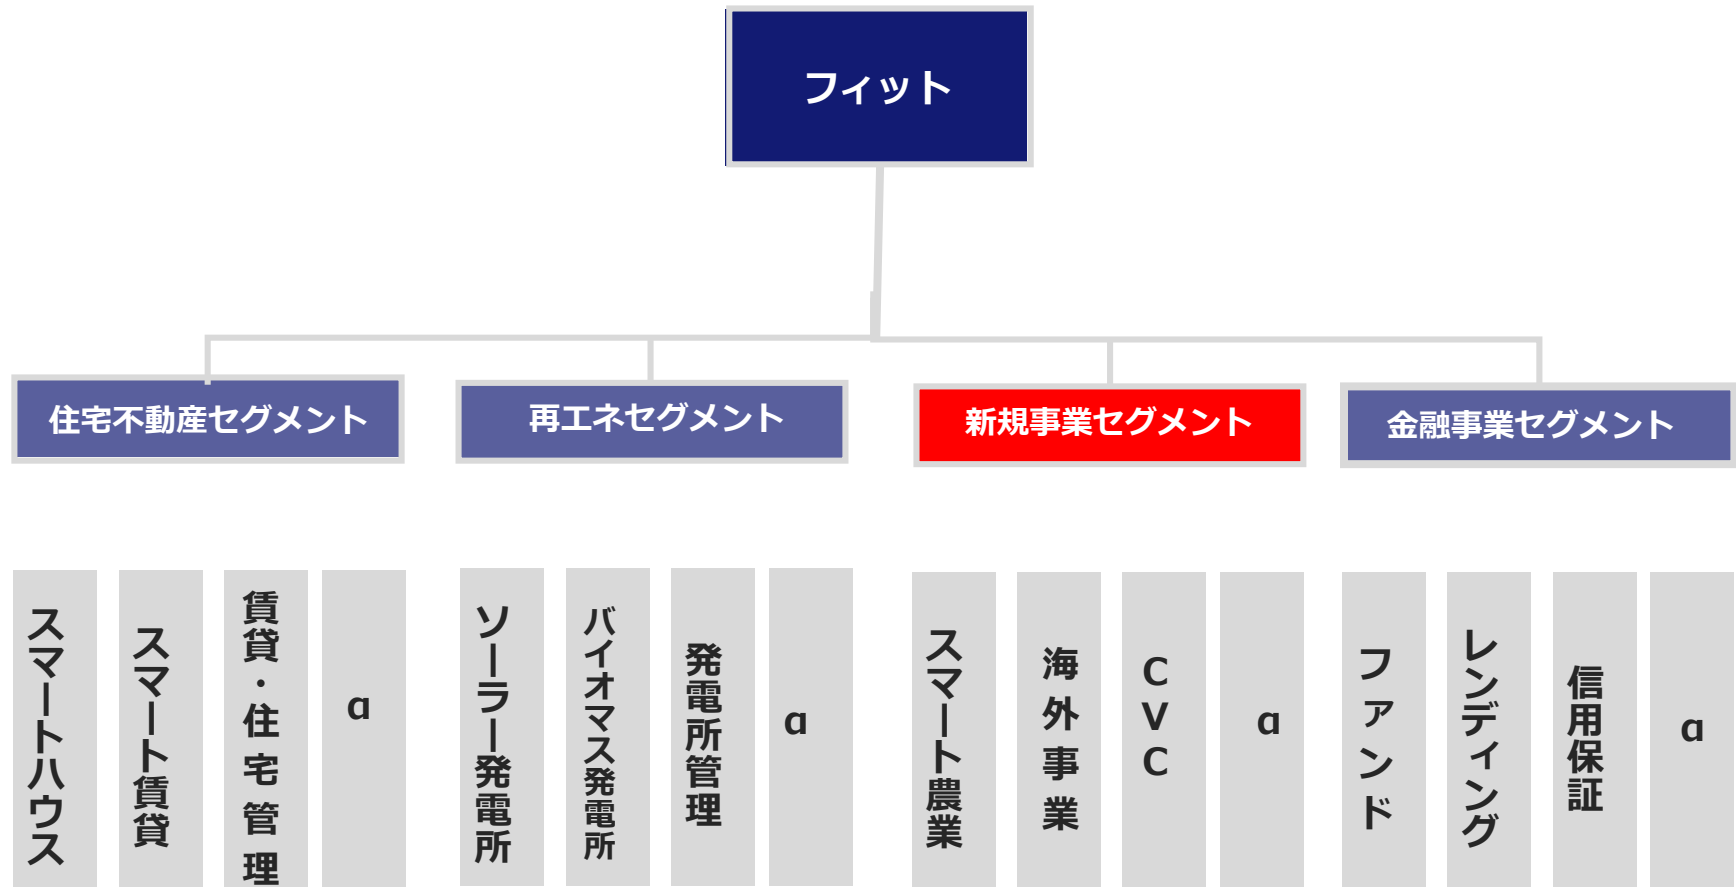 フィット
住宅不動産セグメント
再エネセグメント
新規事業セグメント
金融事業セグメント
スマートハウス
スマート賃貸
賃貸・住宅管理
α
ソーラー発電所
バイオマス発電所
発電所管理
α
スマート農業
海外事業
CVC
α
ファンド
レンディング
信用保証
α